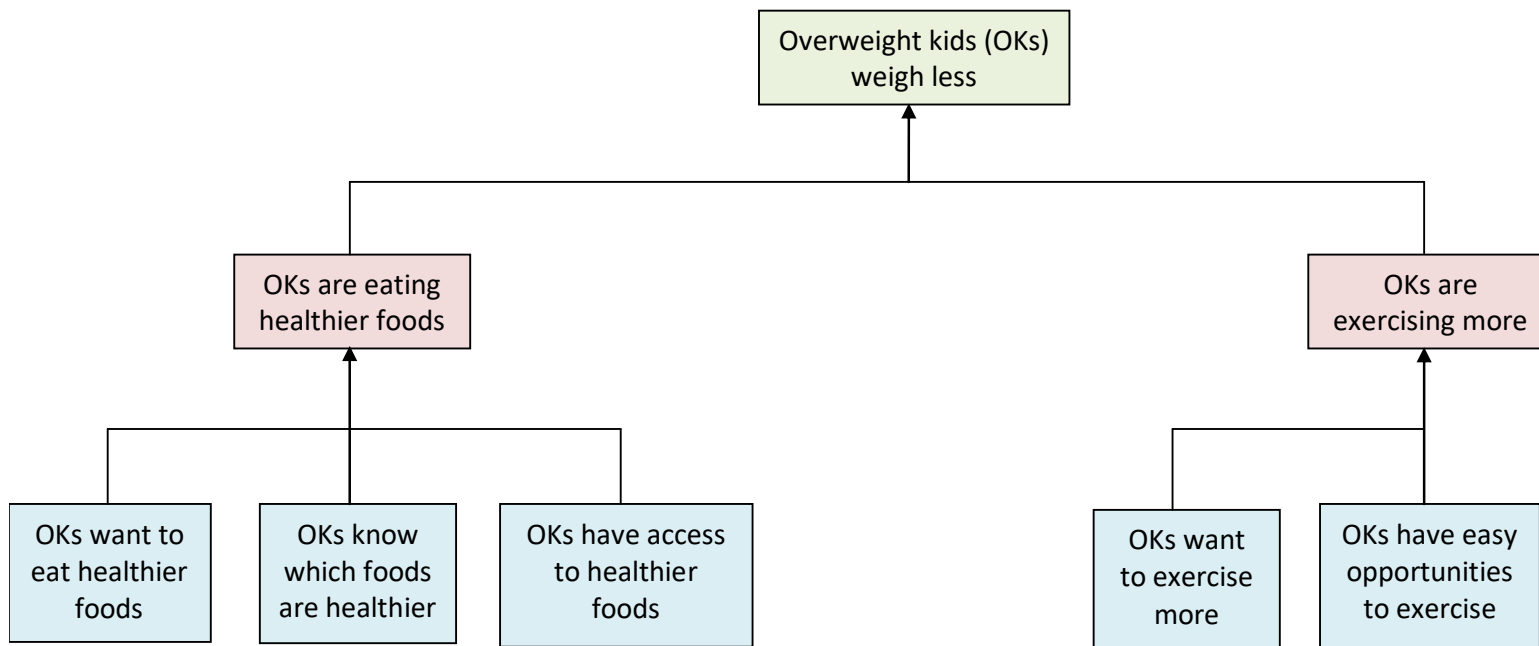 Overweight kids (OKs)
weigh less
OKs are eating
healthier foods
OKs are
exercising more
OKs want to
eat healthier
foods
OKs know
which foods
are healthier
OKs have access
to healthier
foods
OKs want
to exercise
more
OKs have easy
opportunities
to exercise